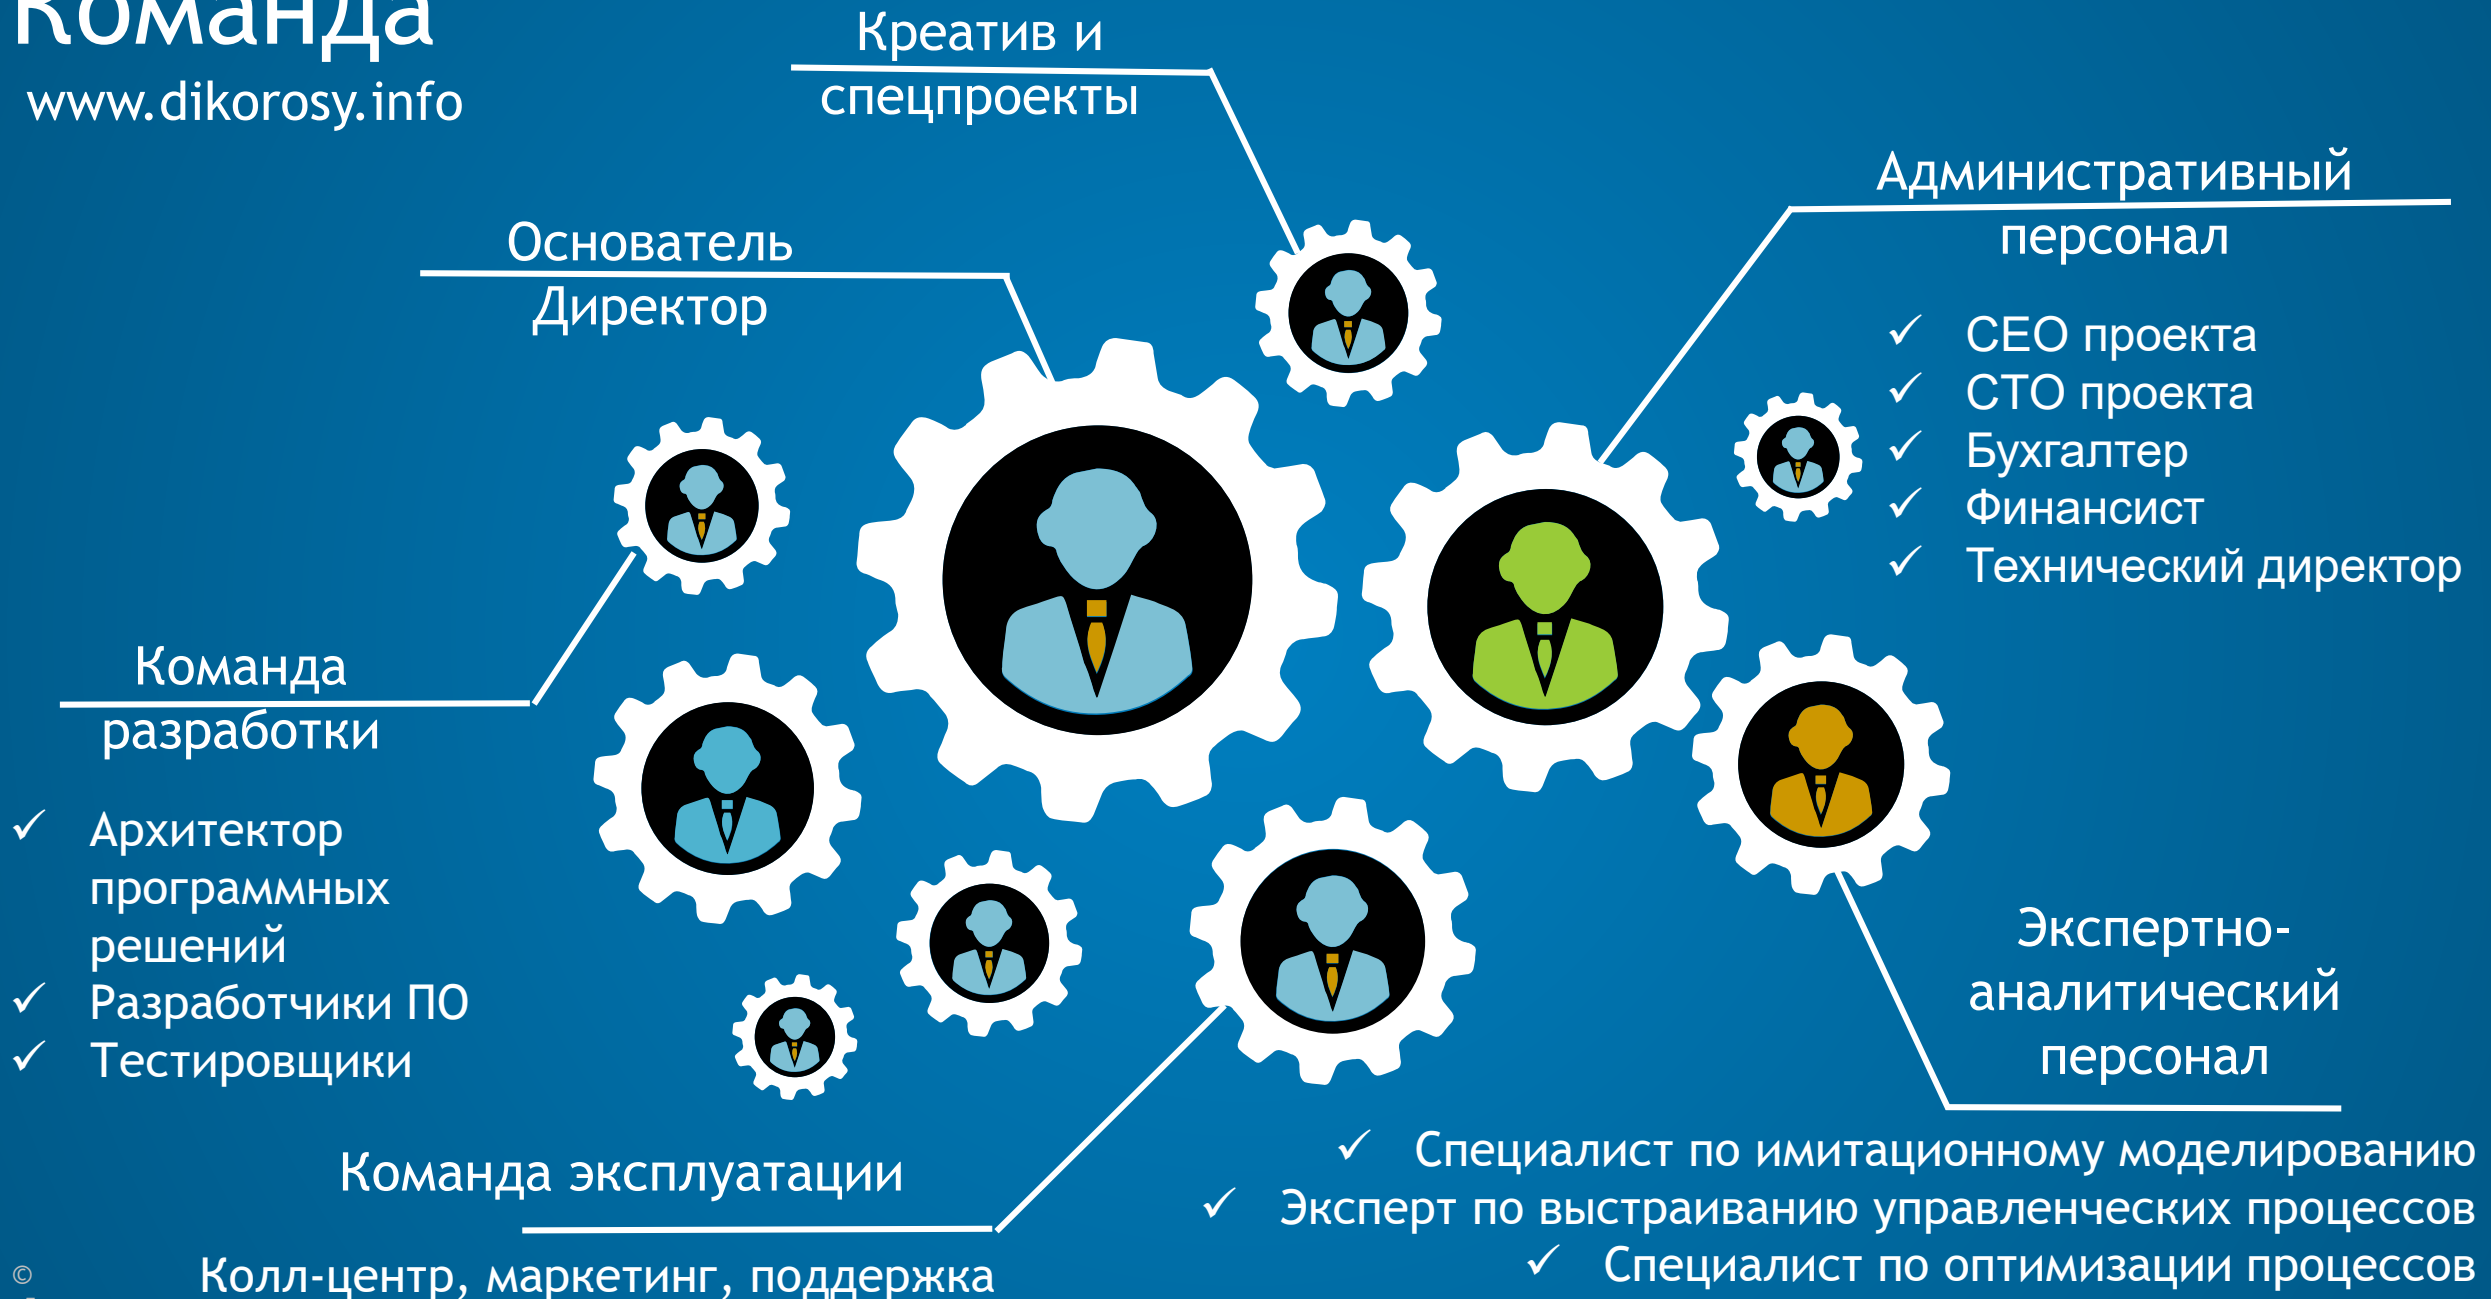 Команда
www.dikorosy.info
Креатив и
спецпроекты
Основатель
Директор
Административный
персонал
✓ CEO проекта
✓ CTO проекта
✓ Бухгалтер
✓ Финансист
✓ Технический директор
Команда
разработки
✓ Архитектор
программных
решений
✓ Разработчики ПО
✓ Тестировщики
Экспертно-
аналитический
персонал
✓ Специалист по имитационному моделированию
✓ Эксперт по выстраиванию управленческих процессов
✓ Специалист по оптимизации процессов
Команда эксплуатации
Колл-центр, маркетинг, поддержка
©